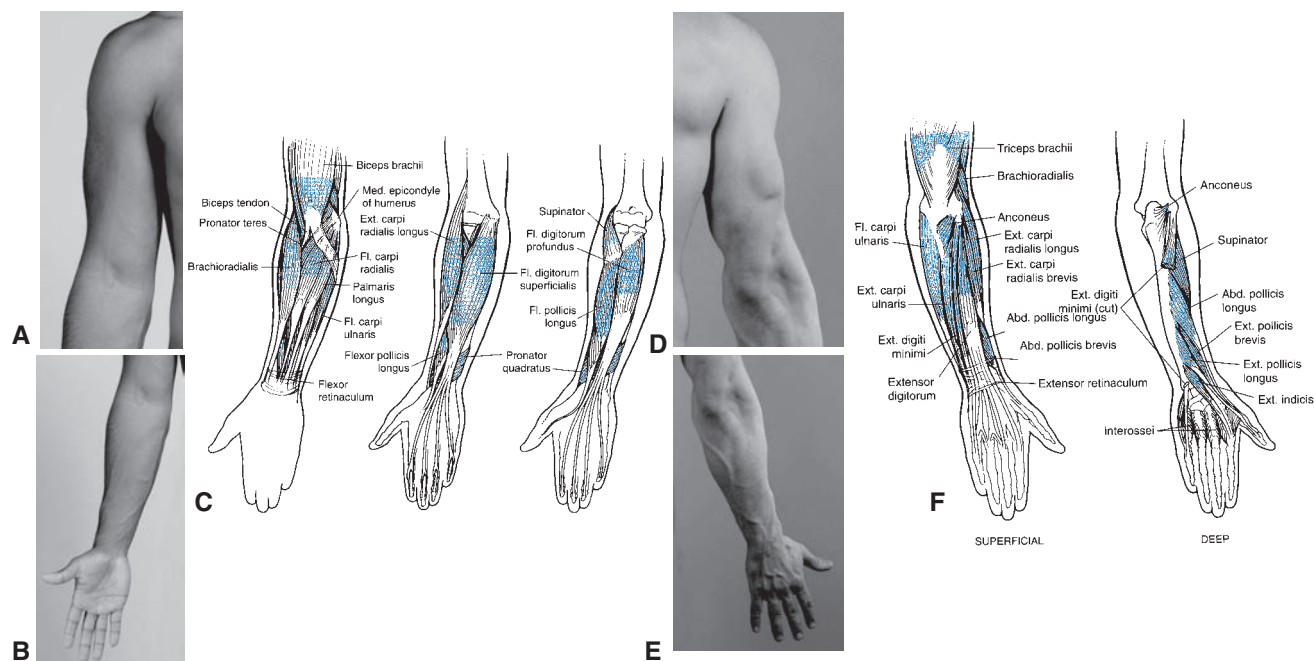 A
B
C
Biceps brachii
Biceps tendon
Med. epicondyle
of humerus
Pronator teres
Ext. carpi
radialis longus
Brachioradialis
Fl. carpi
radialis
Palmaris
longus
Fl. carpi
ulnaris
Flexor pollicis
longus
Flexor
retinaculum
Supinator
Fl. digitorum
profundus
Fl. digitorum
superficialis
Fl. pollicis
longus
Pronator
quadratus
D
E
F
Triceps brachii
Brachioradialis
Fl. carpi
ulnaris
Anconeus
Ext. carpi
radialis longus
Ext. carpi
radialis brevis
Ext. carpi
ulnaris
Abd. pollicis longus
Ext. digiti
minimi
Abd. pollicis brevis
Extensor
digitorum
Extensor retinaculum
SUPERFICIAL
Anconeus
Supinator
Ext. digiti
minimi (cut)
Abd. pollicis
longus
Ext. pollicis
brevis
Ext. pollicis
longus
Ext. indicis
interossei
DEEP